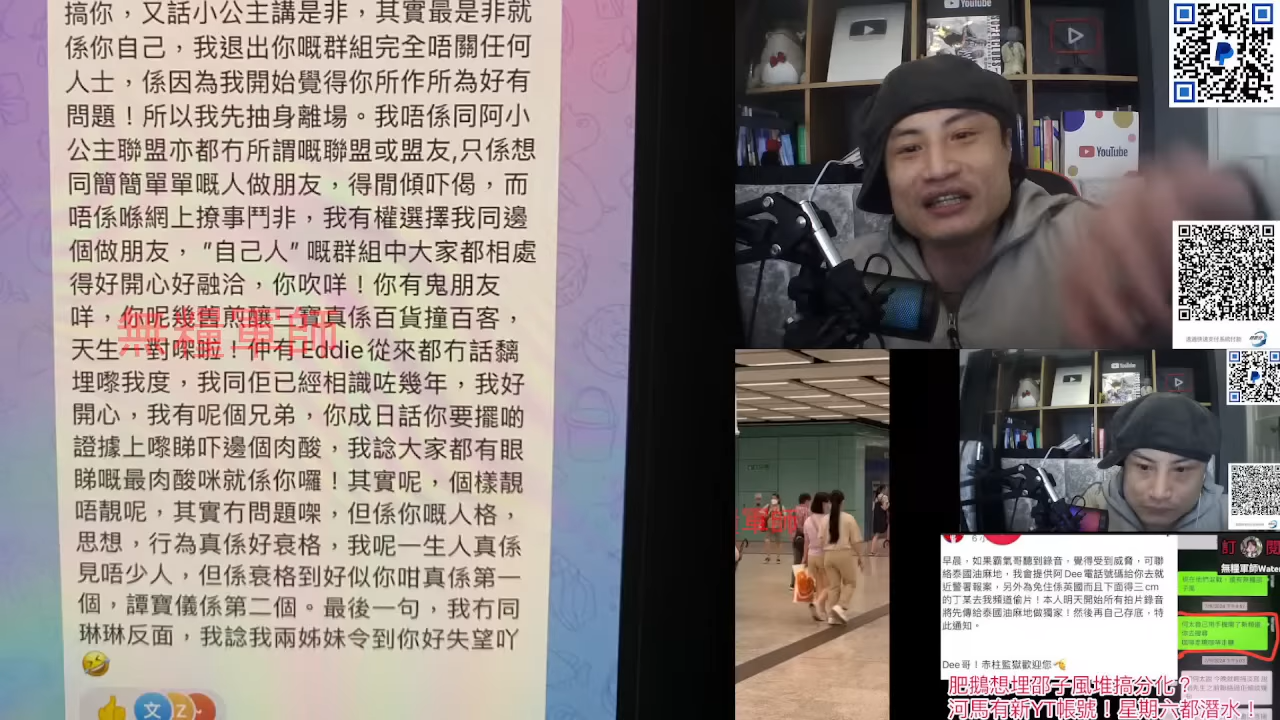 搞你，又話小公主講是非，其實最是非就
係你自己，我退出你嘅群組完全唔關任何
人士，係因為我開始覺得你所作所為好有
問題！所以我先抽身離場。我唔係同阿小
公主聯盟亦都冇所謂嘅聯盟或盟友,只係想
同簡簡單單嘅人做朋友，得閒傾吓偈，而
唔係喺網上撩事鬥非，我有權選擇我同邊
個做朋友，“自己人” 嘅群組中大家都相處
得好開心好融洽，你吹咩！你有鬼朋友
咩，你呢幾舊煎釀三寶真係百貨撞百客，
天生一對㗎啦！仲有Eddie從來都冇話黐
埋嚟我度，我同佢已經相識咗幾年，我好
開心，我有呢個兄弟，你成日話你要擺啲
證據上嚟睇吓邊個肉酸，我諗大家都有眼
睇嘅最肉酸咪就係你囉！其實呢，個樣靚
唔靚呢，其實冇問題㗎，但係你嘅人格，
思想，行為真係好衰格，我呢一生人真係
見唔少人，但係衰格到好似你咁真係第一
個，譚寶儀係第二個。最後一句，我冇同
琳琳反面，我諗我兩姊妹令到你好失望吖
🤣
無糧軍師
YouTube
YouTube
早晨，如果霸氣哥聽到錄音，覺得受到威脅，可聯
絡泰國油麻地，我會提供阿Dee電話號碼給你去就
近警署報案，另外為免住係英國而且下面得三cm
的丁某去我頻道偷片！本人明天開始所有拍片錄音
將先傳給泰國油麻地做獨家！然後再自己存底，特
此通知。
Dee哥！赤柱監獄歡迎您
訂
閱
無糧軍師Water
肥鵝想埋邵子風堆搞分化？
河馬有新YT帳號！星期六都潛水！